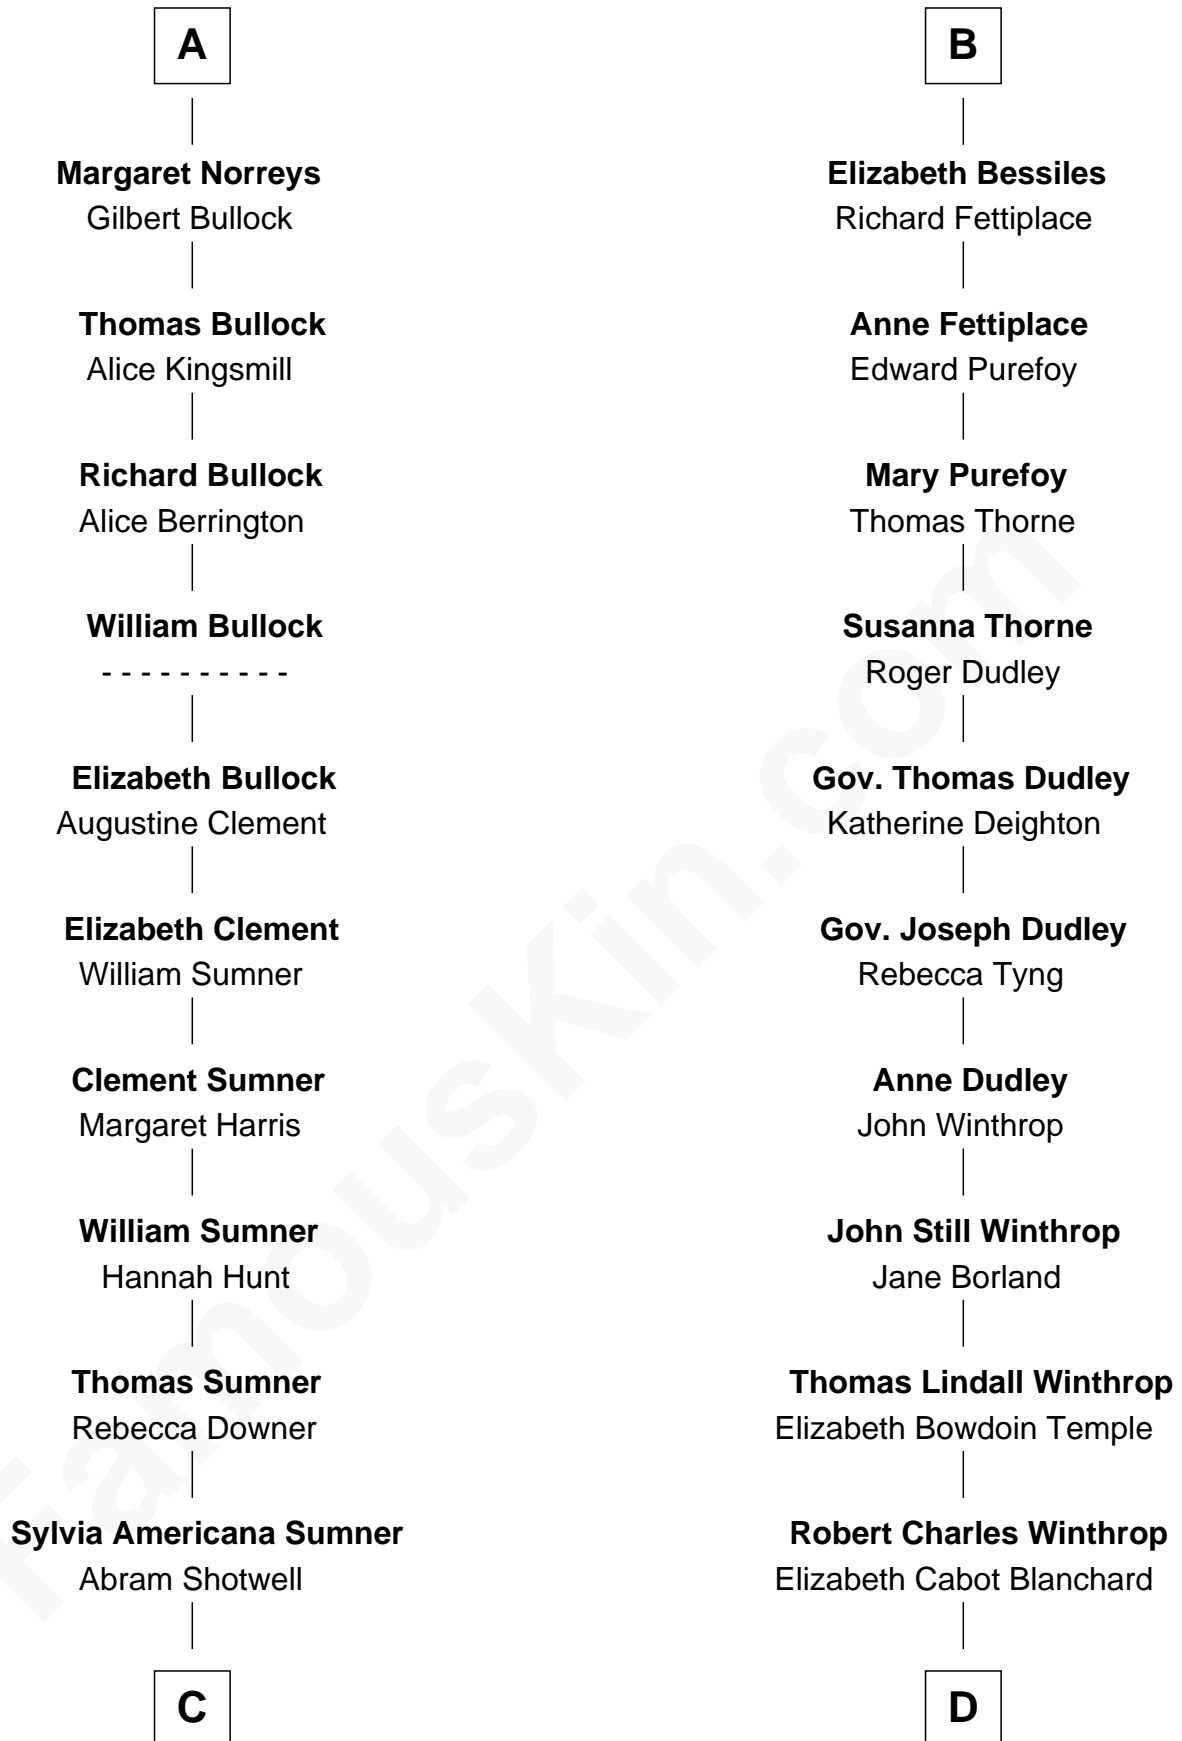 A
Margaret Norreys
Gilbert Bullock
Thomas Bullock
Alice Kingsmill
Richard Bullock
Alice Berrington
William Bullock
- - - - - - - - - -
Elizabeth Bullock
Augustine Clement
Elizabeth Clement
William Sumner
Clement Sumner
Margaret Harris
William Sumner
Hannah Hunt
Thomas Sumner
Rebecca Downer
Sylvia Americana Sumner
Abram Shotwell
C
B
Elizabeth Bessiles
Richard Fettiplace
Anne Fettiplace
Edward Purefoy
Mary Purefoy
Thomas Thorne
Susanna Thorne
Roger Dudley
Gov. Thomas Dudley
Katherine Deighton
Gov. Joseph Dudley
Rebecca Tyng
Anne Dudley
John Winthrop
John Still Winthrop
Jane Borland
Thomas Lindall Winthrop
Elizabeth Bowdoin Temple
Robert Charles Winthrop
Elizabeth Cabot Blanchard
D
FamousKin.com